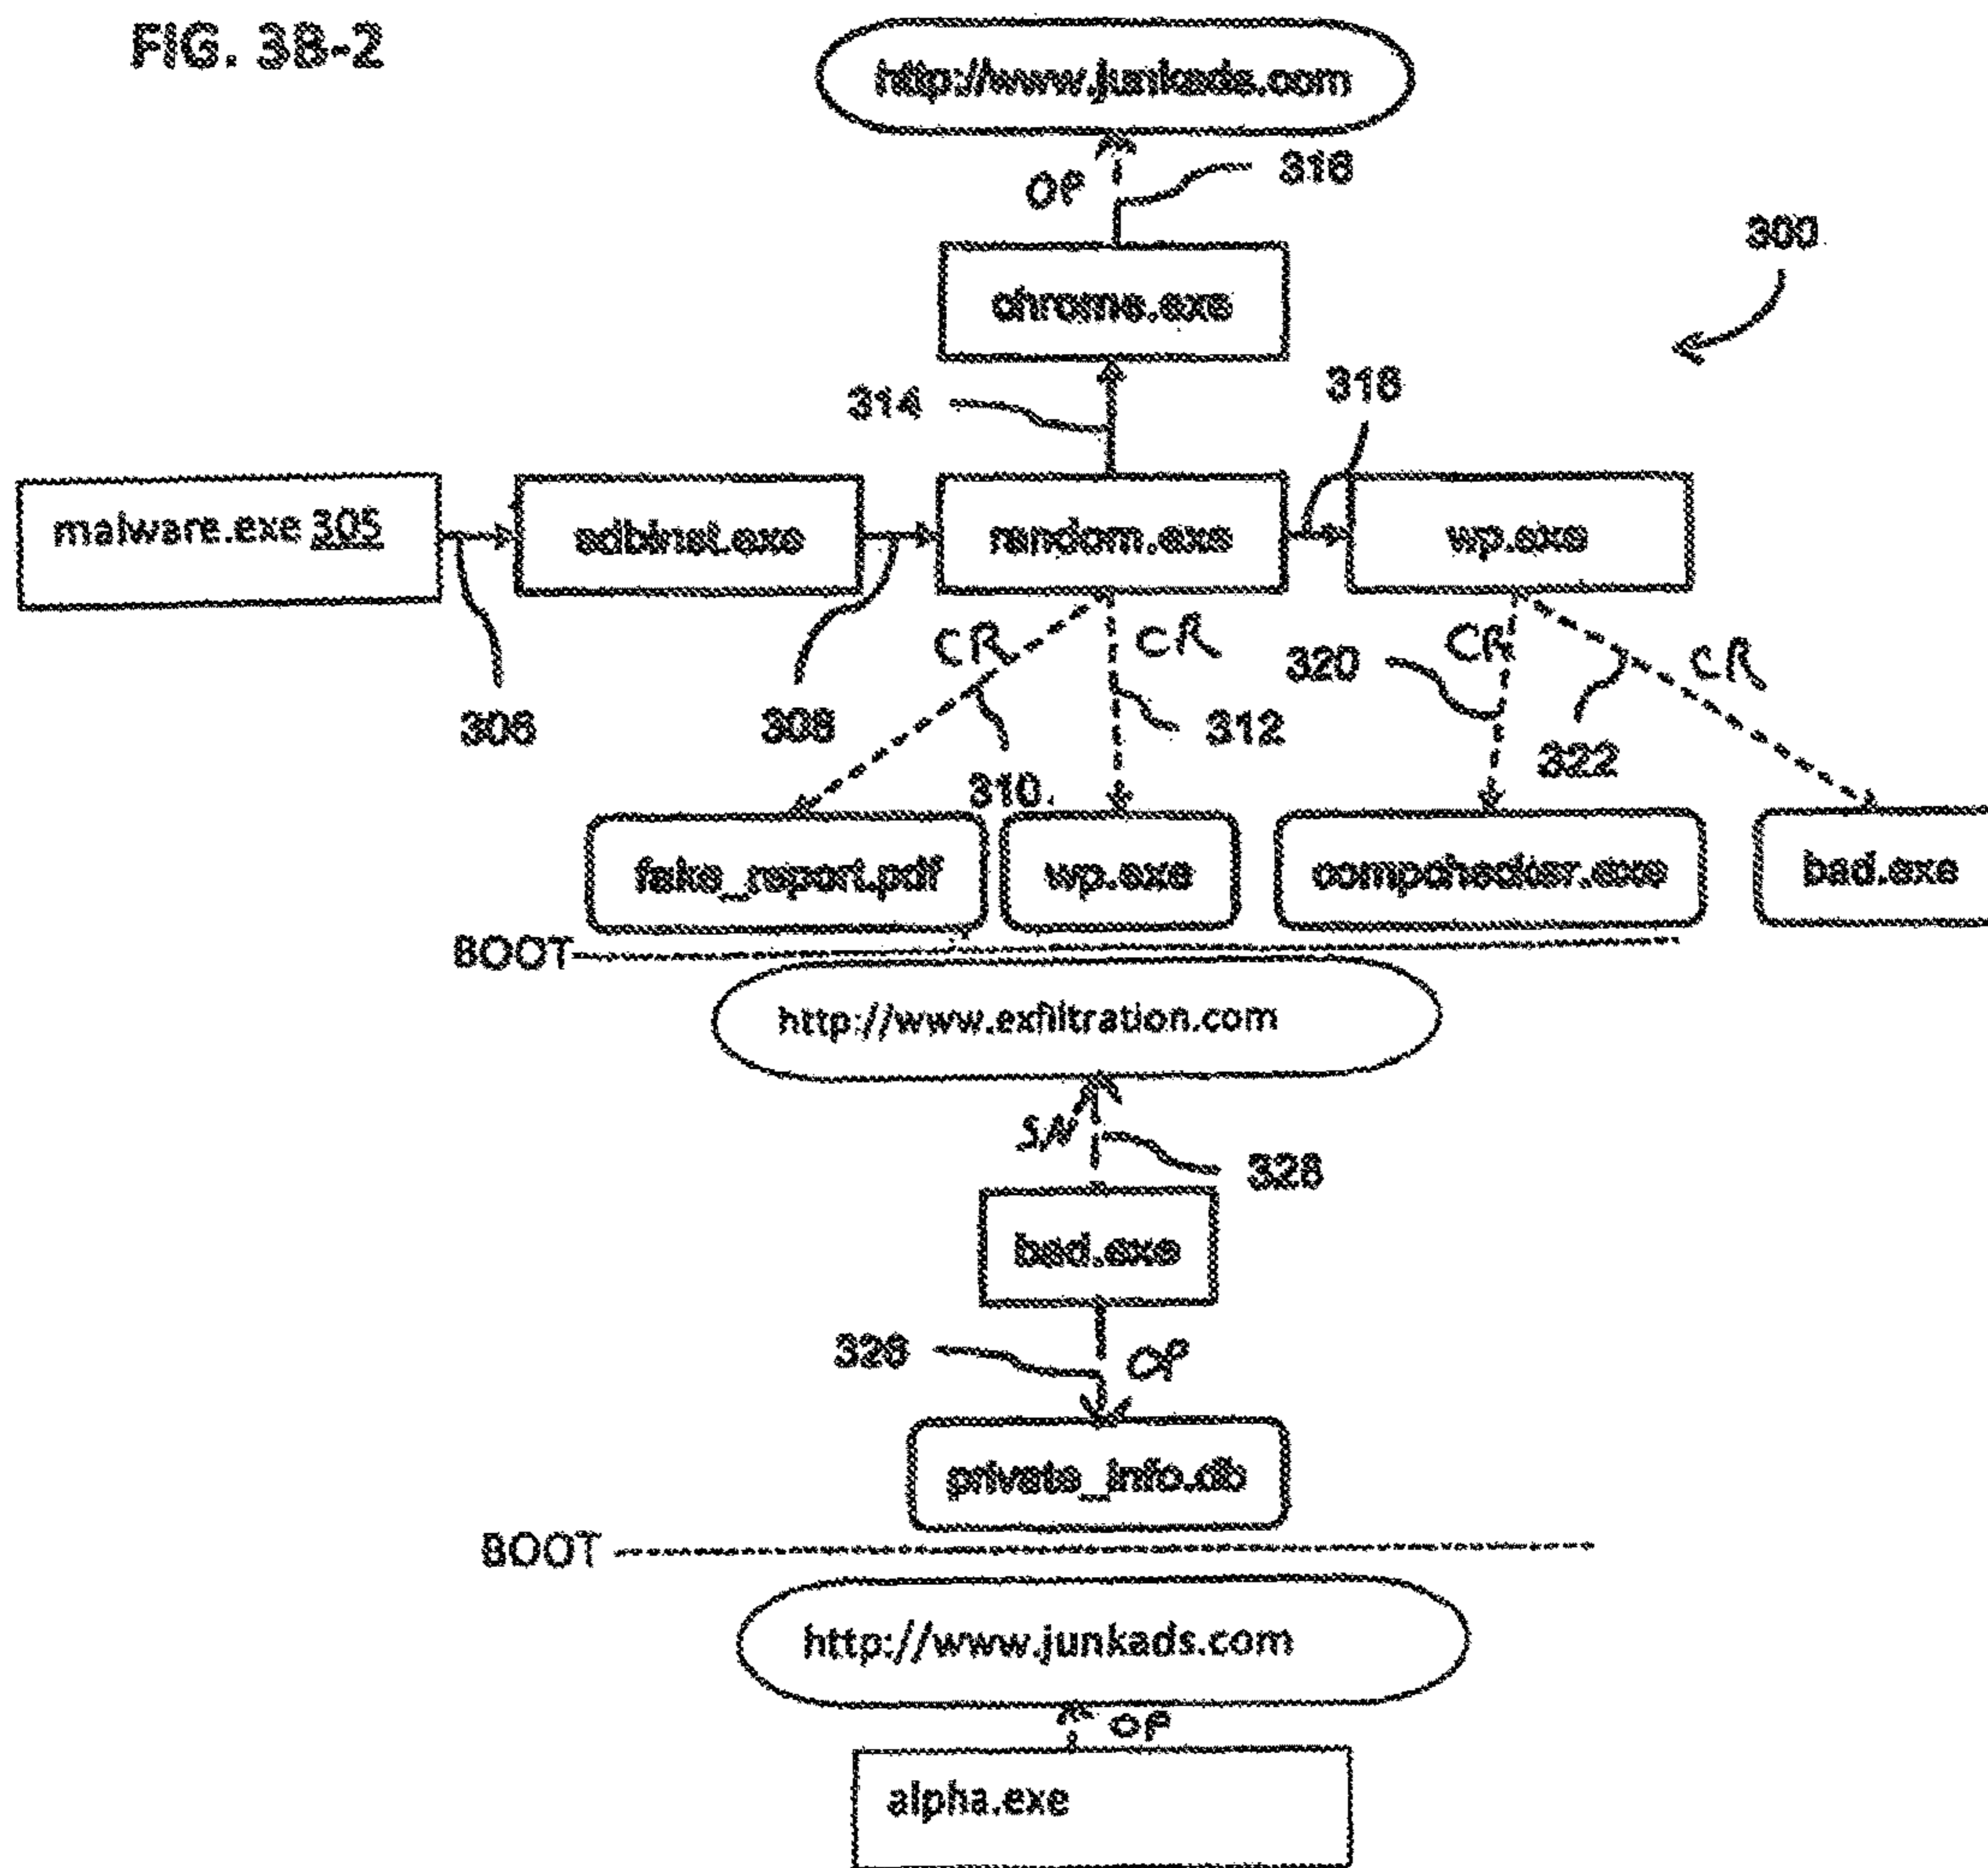 FIG. 3B-2
http://www.junkads.com
OP
316
300
chrome.exe
314
318
malware.exe 305
sdbinst.exe
random.exe
wp.exe
CR
CR
CR
CR
306
308
310.
312
320
322
fake_report.pdf
wp.exe
compchecker.exe
bad.exe
BOOT
http://www.exfiltration.com
SN
328
bad.exe
326
OP
private_info.db
BOOT
http://www.junkads.com
OP
alpha.exe